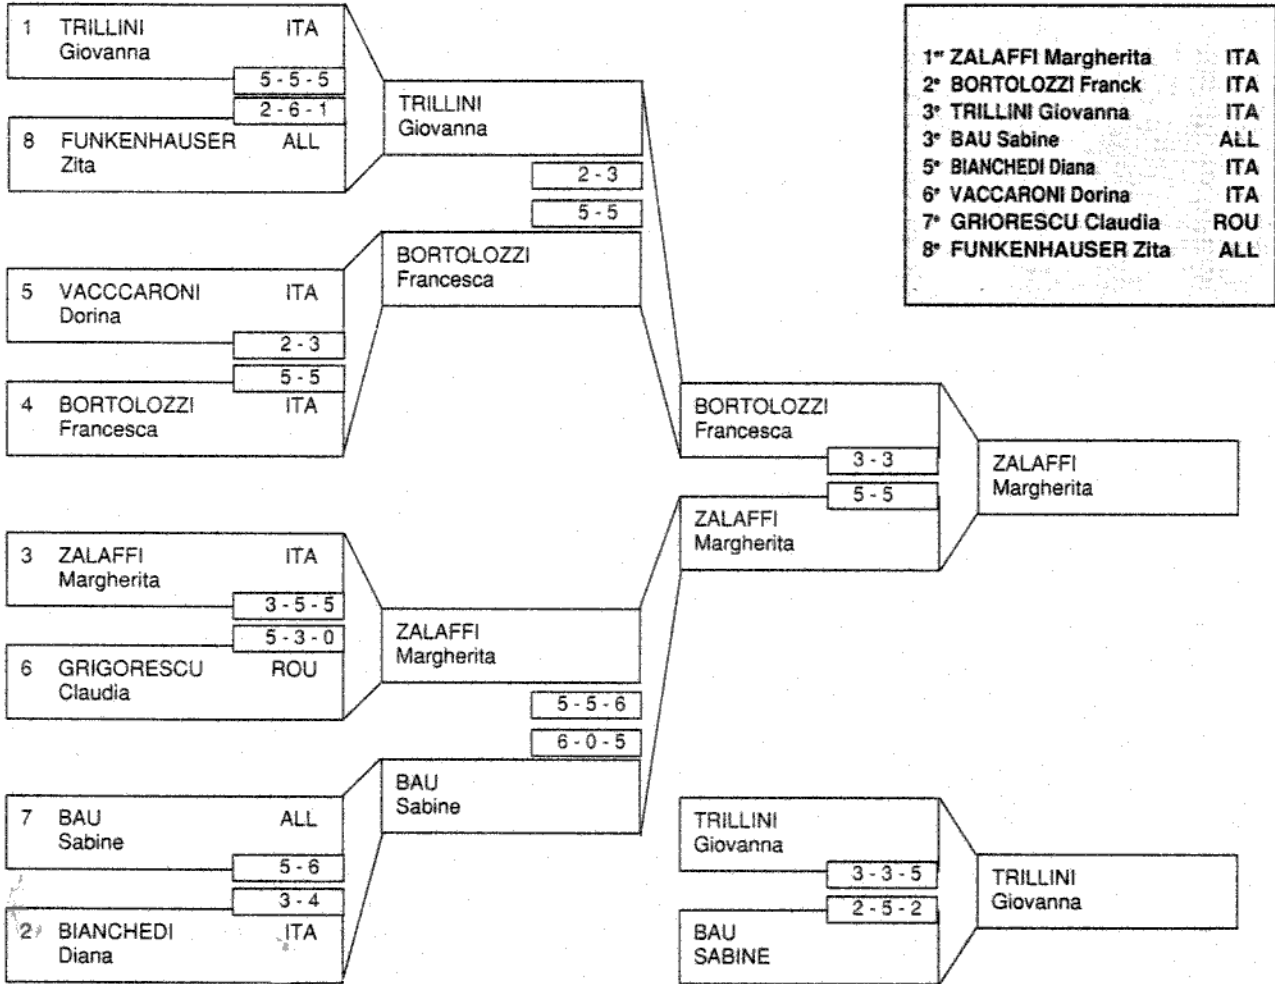 1 TRILLINI ITA
Giovanna
5 - 5 - 5
2 - 6 - 1
8 FUNKENHAUSER ALL
Zita
TRILLINI
Giovanna
2 - 3
5 - 5
BORTOLOZZI
Francesca
5 VACCCARONI ITA
Dorina
2 - 3
5 - 5
4 BORTOLOZZI ITA
Francesca
1er ZALAFFI Margherita ITA
2e BORTOLOZZI Franck ITA
3e TRILLINI Giovanna ITA
3e BAU Sabine ALL
5e BIANCHEDI Diana ITA
6e VACCARONI Dorina ITA
7e GRIORESCU Claudia ROU
8e FUNKENHAUSER Zita ALL
BORTOLOZZI
Francesca
3 - 3
5 - 5
ZALAFFI
Margherita
ZALAFFI
Margherita
3 ZALAFFI ITA
Margherita
3 - 5 - 5
5 - 3 - 0
6 GRIGORESCU ROU
Claudia
ZALAFFI
Margherita
5 - 5 - 6
6 - 0 - 5
BAU
Sabine
7 BAU ALL
Sabine
5 - 6
3 - 4
2 BIANCHEDI ITA
Diana
TRILLINI
Giovanna
3 - 3 - 5
2 - 5 - 2
BAU
SABINE
TRILLINI
Giovanna